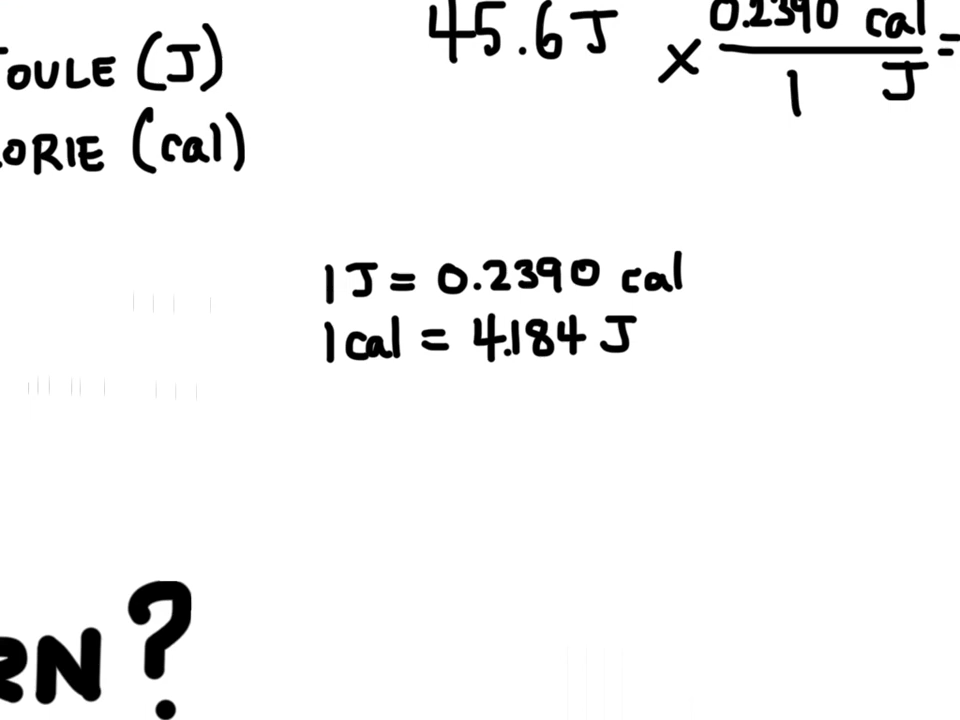 45.6 J × 0.2390 cal / 1 J =
OULE (J)
ORIE (cal)
1 J = 0.2390 cal
1 cal = 4.184 J
RN?